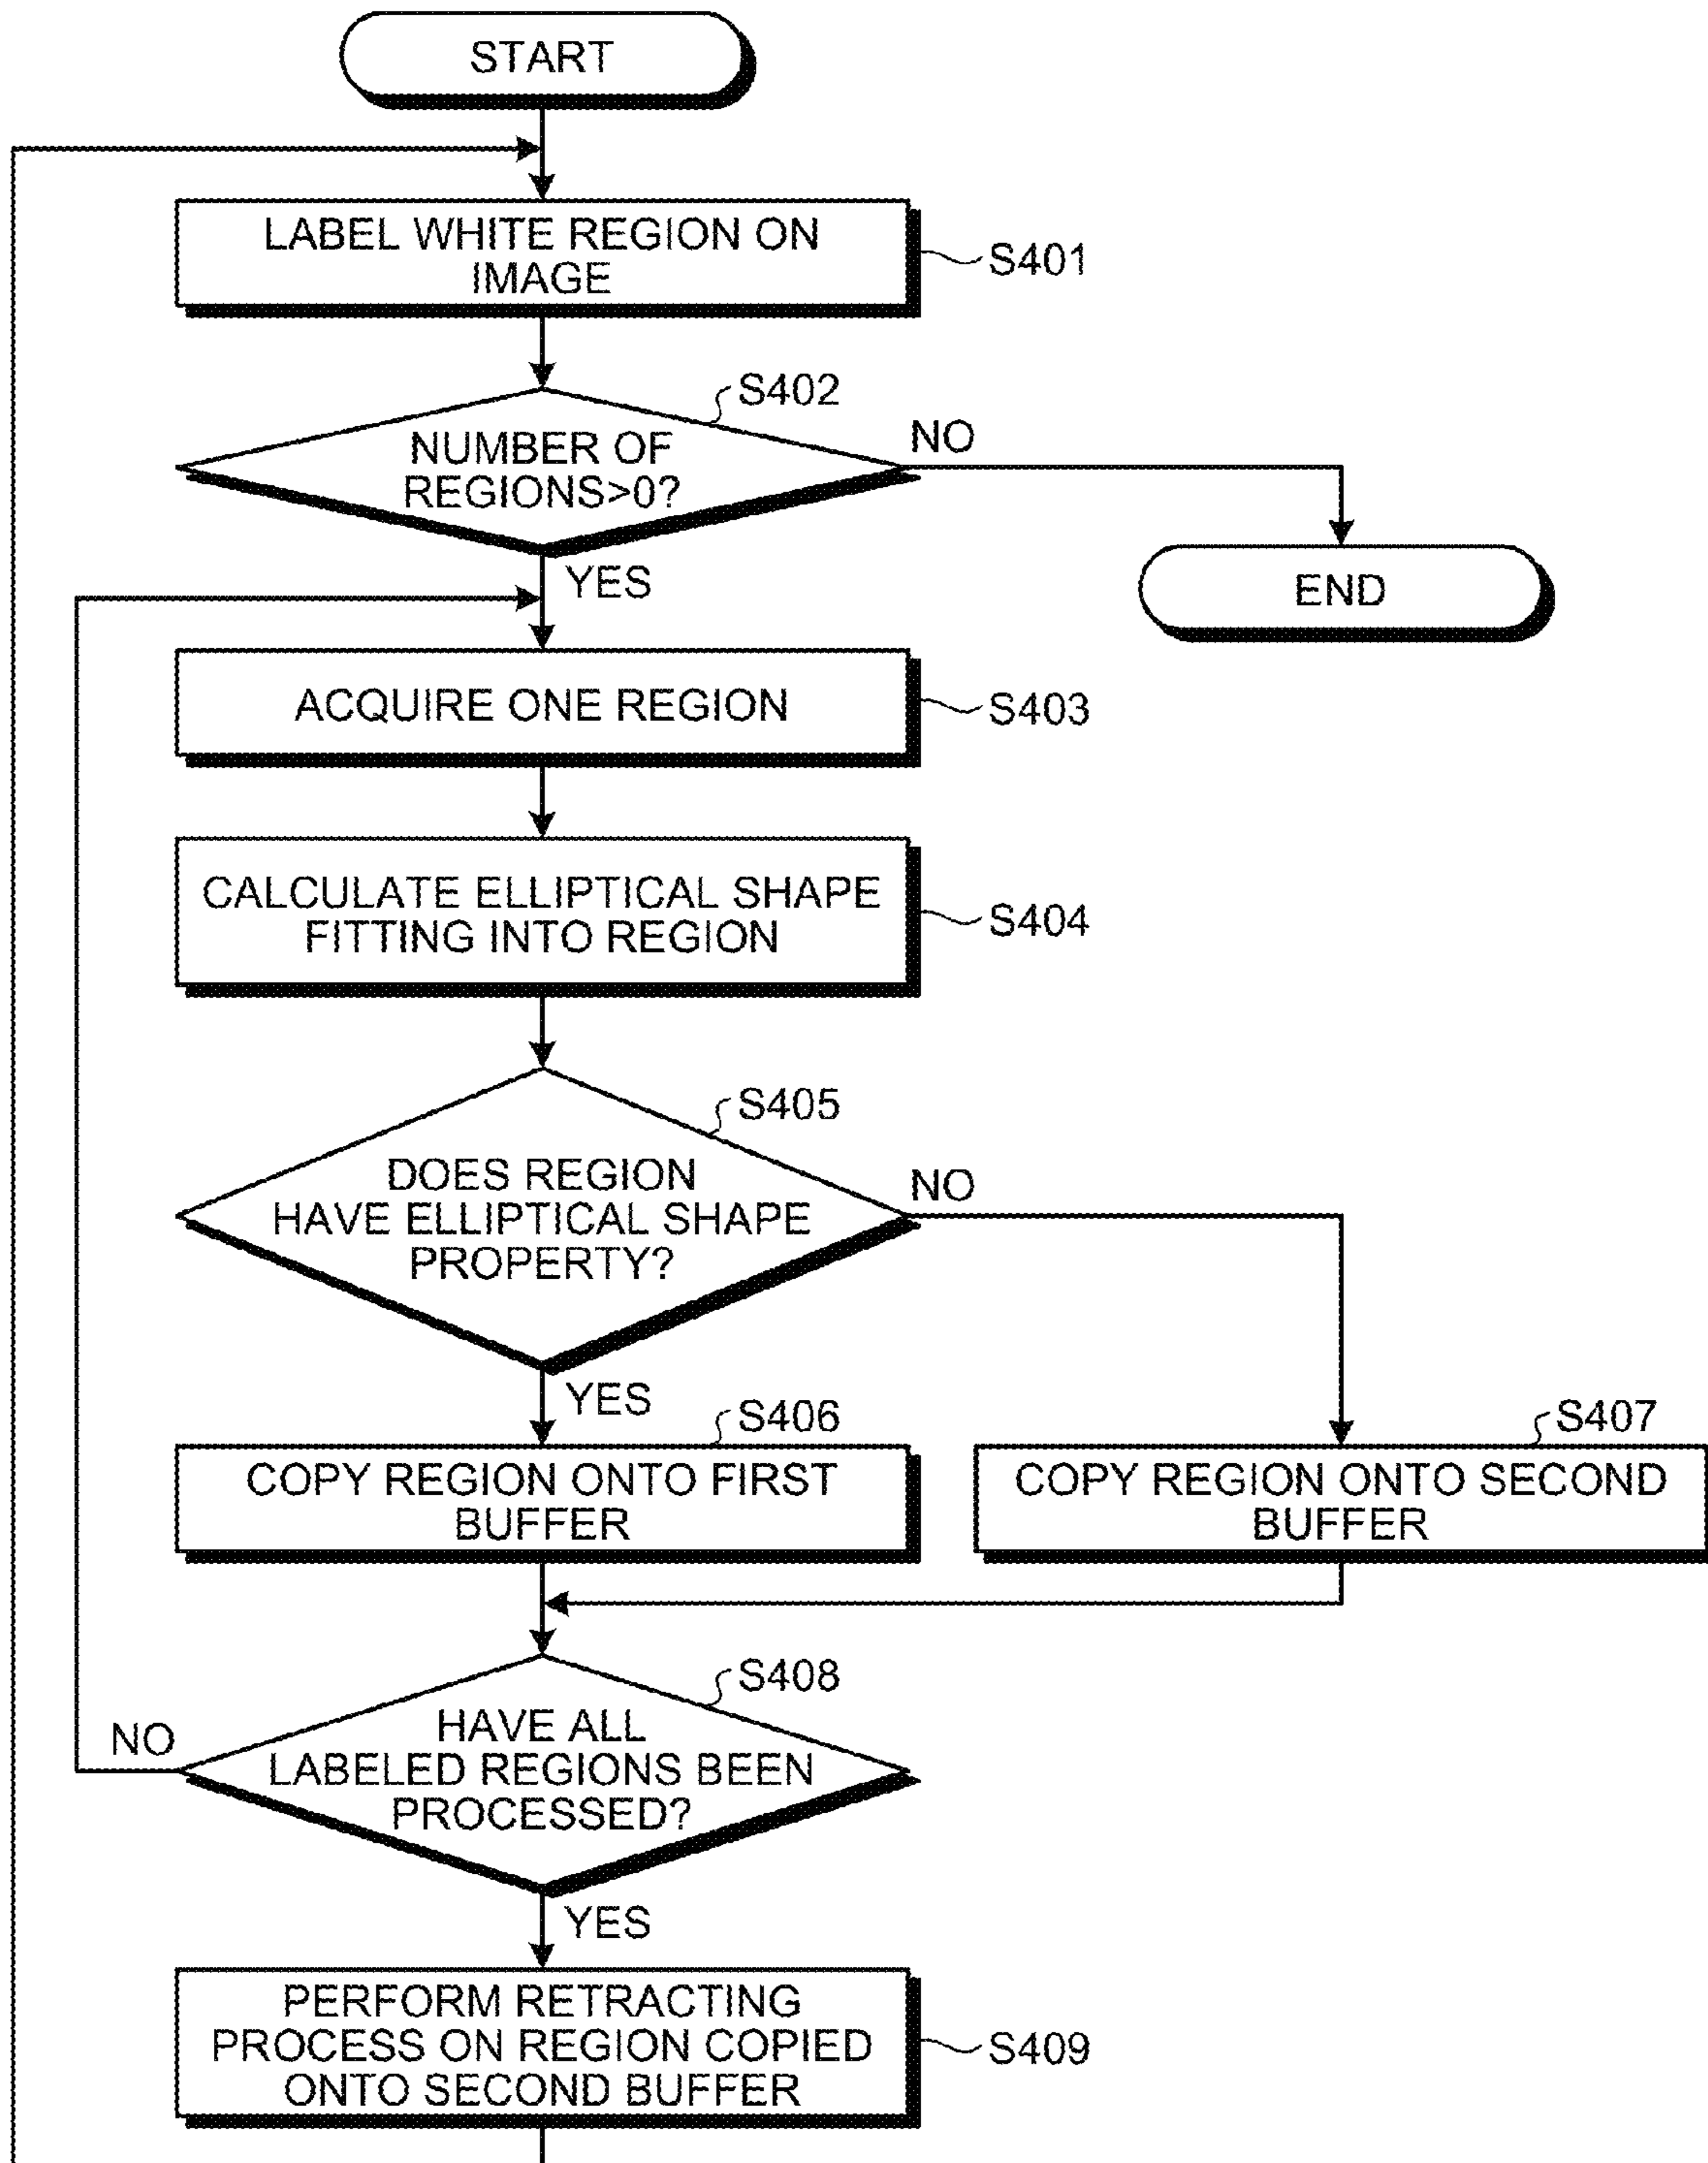 START
LABEL WHITE REGION ON
IMAGE
S401
S402
NUMBER OF
REGIONS>0?
NO
YES
END
ACQUIRE ONE REGION
S403
CALCULATE ELLIPTICAL SHAPE
FITTING INTO REGION
S404
S405
DOES REGION
HAVE ELLIPTICAL SHAPE
PROPERTY?
NO
YES
S406
COPY REGION ONTO FIRST
BUFFER
S407
COPY REGION ONTO SECOND
BUFFER
S408
HAVE ALL
LABELED REGIONS BEEN
PROCESSED?
NO
YES
PERFORM RETRACTING
PROCESS ON REGION COPIED
ONTO SECOND BUFFER
S409